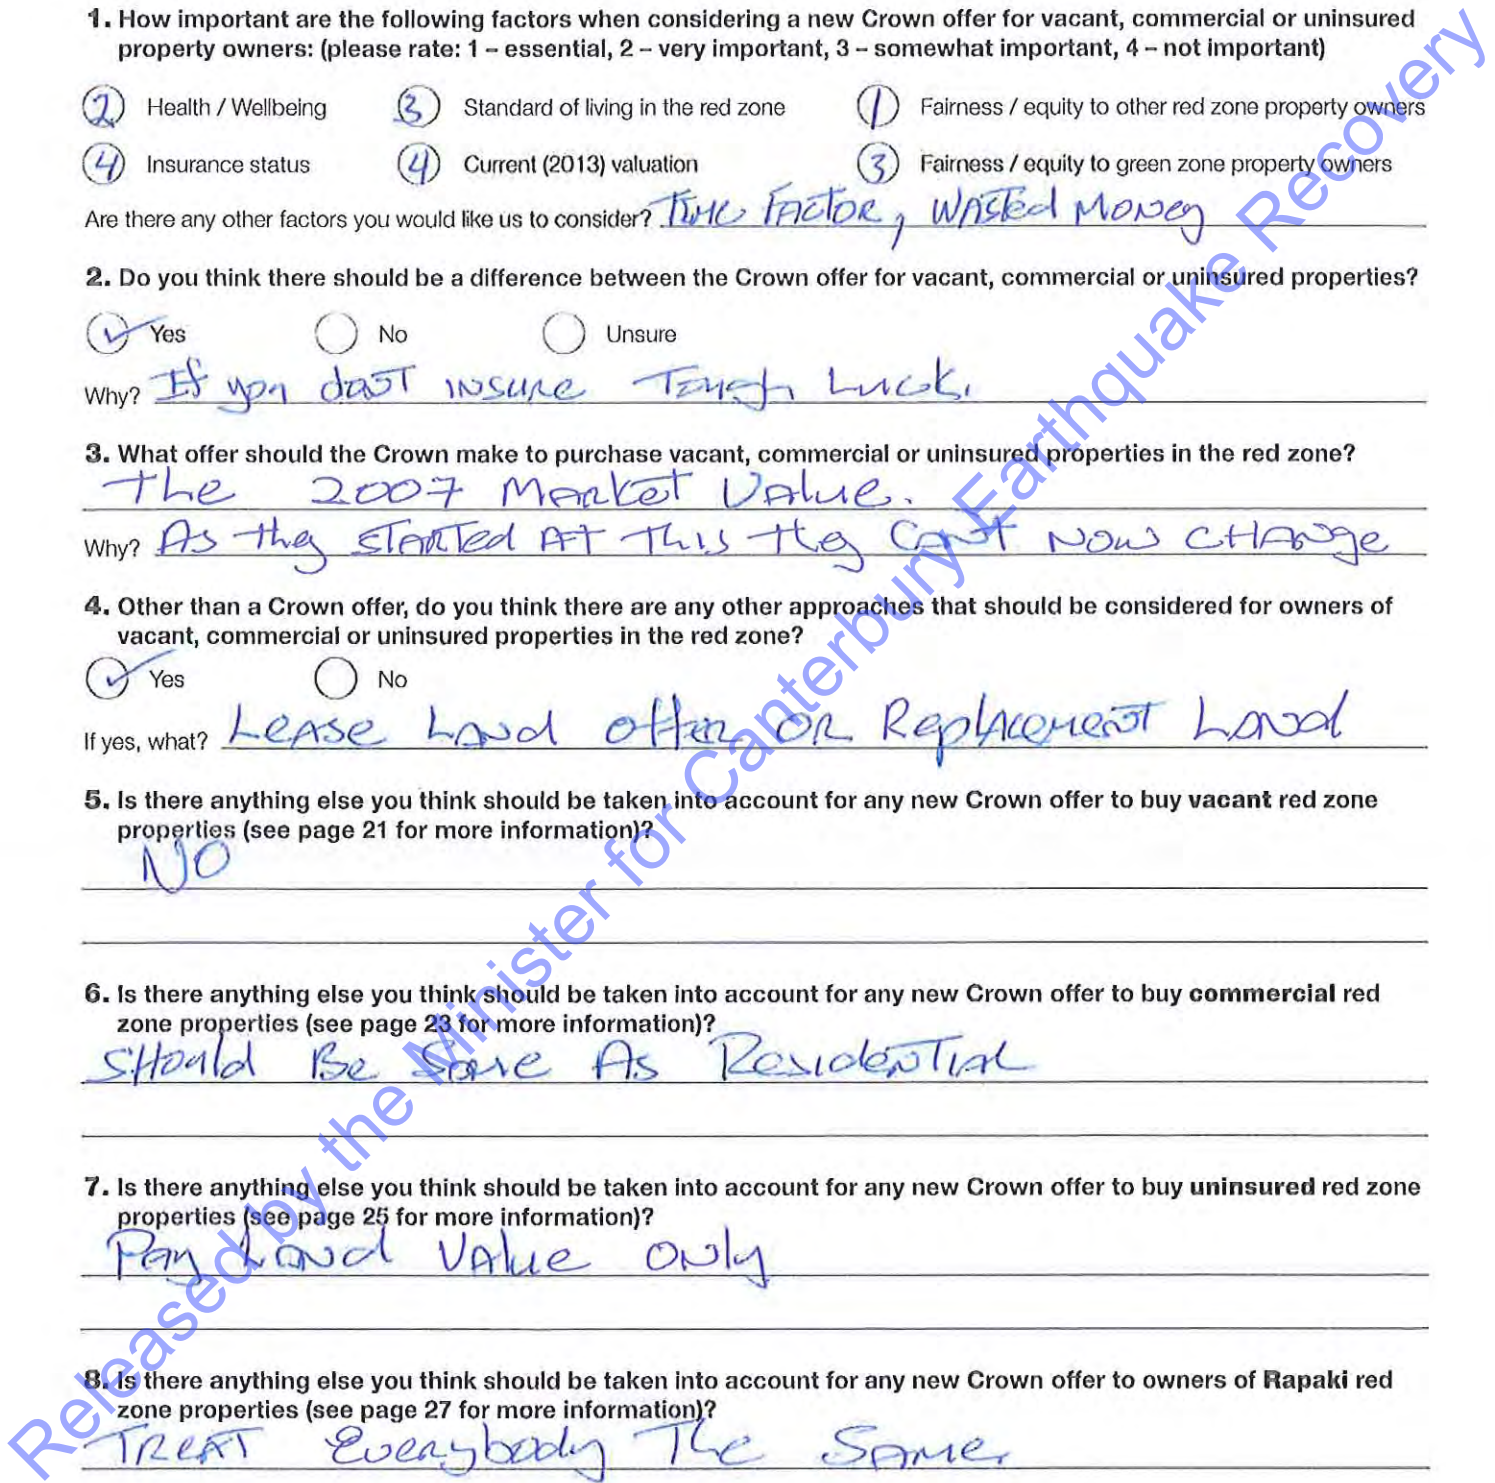 1. How important are the following factors when considering a new Crown offer for vacant, commercial or uninsured
property owners: (please rate: 1 – essential, 2 – very important, 3 – somewhat important, 4 – not important)
2 Health / Wellbeing 3 Standard of living in the red zone 1 Fairness / equity to other red zone property owners
4 Insurance status 4 Current (2013) valuation 3 Fairness / equity to green zone property owners
Are there any other factors you would like us to consider? Time Factor, Wasted Money
2. Do you think there should be a difference between the Crown offer for vacant, commercial or uninsured properties?
✓ Yes No Unsure
Why? If you dont insure Tough Luck.
3. What offer should the Crown make to purchase vacant, commercial or uninsured properties in the red zone?
The 2007 Market Value.
Why? As they STARTed AT This they Cant Now CHANge
4. Other than a Crown offer, do you think there are any other approaches that should be considered for owners of
vacant, commercial or uninsured properties in the red zone?
✓ Yes No
If yes, what? Lease Land offer OR Replacement Land
5. Is there anything else you think should be taken into account for any new Crown offer to buy vacant red zone
properties (see page 21 for more information)?
NO
6. Is there anything else you think should be taken into account for any new Crown offer to buy commercial red
zone properties (see page 23 for more information)?
SHould Be Same As Residential
7. Is there anything else you think should be taken into account for any new Crown offer to buy uninsured red zone
properties (see page 25 for more information)?
Pay Land Value Only
8. Is there anything else you think should be taken into account for any new Crown offer to owners of Rapaki red
zone properties (see page 27 for more information)?
TREAT Everybody The Same.
Released by the Minister for Canterbury Earthquake Recovery